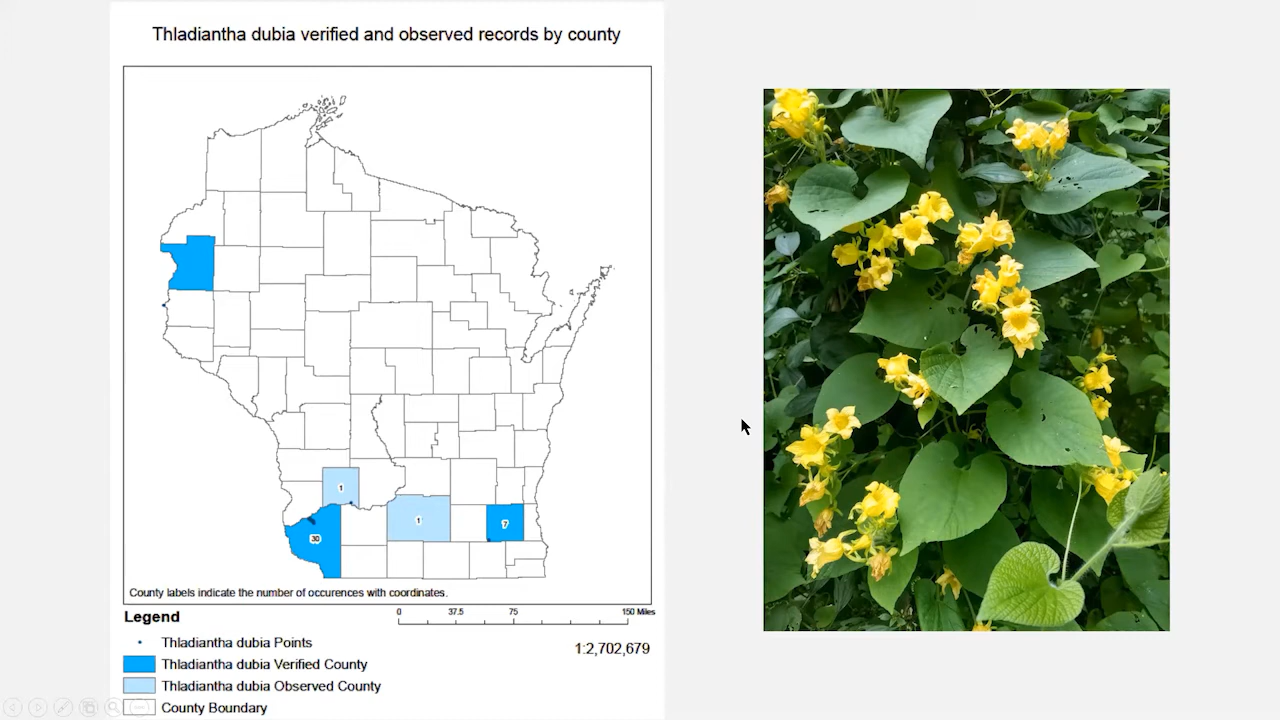 Thladiantha dubia verified and observed records by county
1
1
7
30
County labels indicate the number of occurences with coordinates.
Legend
0 37.5 75 150 Miles
Thladiantha dubia Points
1:2,702,679
Thladiantha dubia Verified County
Thladiantha dubia Observed County
County Boundary